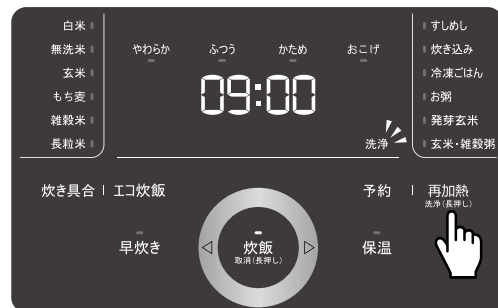 白米
無洗米
玄米
もち麦
雑穀米
長粒米
やわらか ふつう かため おこげ
09:00
洗浄
すしめし
炊き込み
冷凍ごはん
お粥
発芽玄米
玄米・雑穀粥
炊き具合 エコ炊飯
予約 再加熱
洗浄(長押し)
早炊き
炊飯
取消(長押し)
保温